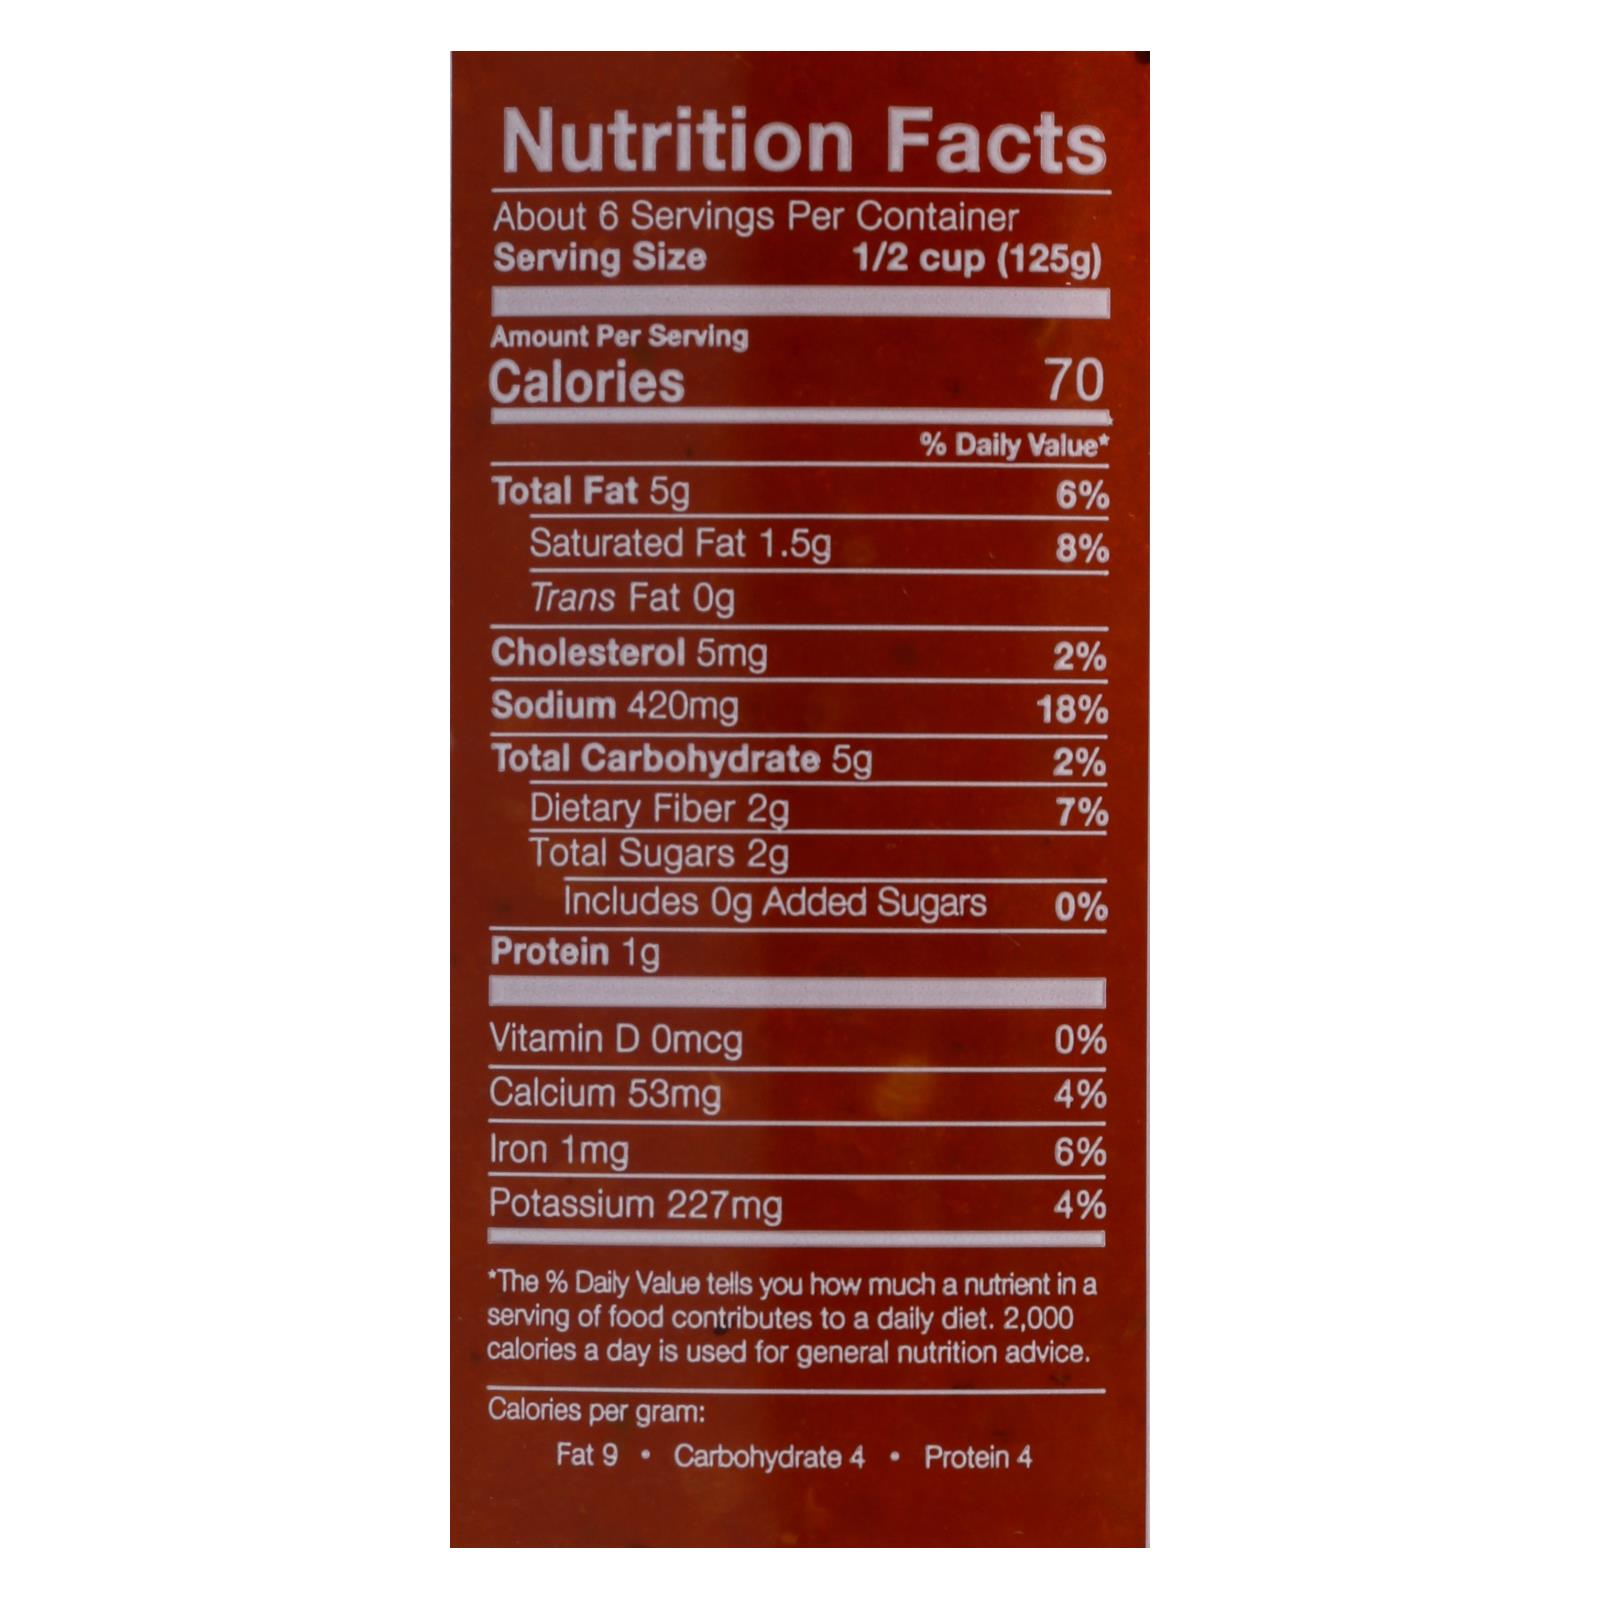 Nutrition Facts
About 6 Servings Per Container
Serving Size 1/2 cup (125g)
Amount Per Serving
Calories 70
% Daily Value*
Total Fat 5g 6%
Saturated Fat 1.5g 8%
Trans Fat 0g
Cholesterol 5mg 2%
Sodium 420mg 18%
Total Carbohydrate 5g 2%
Dietary Fiber 2g 7%
Total Sugars 2g
Includes 0g Added Sugars 0%
Protein 1g
Vitamin D 0mcg 0%
Calcium 53mg 4%
Iron 1mg 6%
Potassium 227mg 4%
*The % Daily Value tells you how much a nutrient in a
serving of food contributes to a daily diet. 2,000
calories a day is used for general nutrition advice.
Calories per gram:
Fat 9 • Carbohydrate 4 • Protein 4